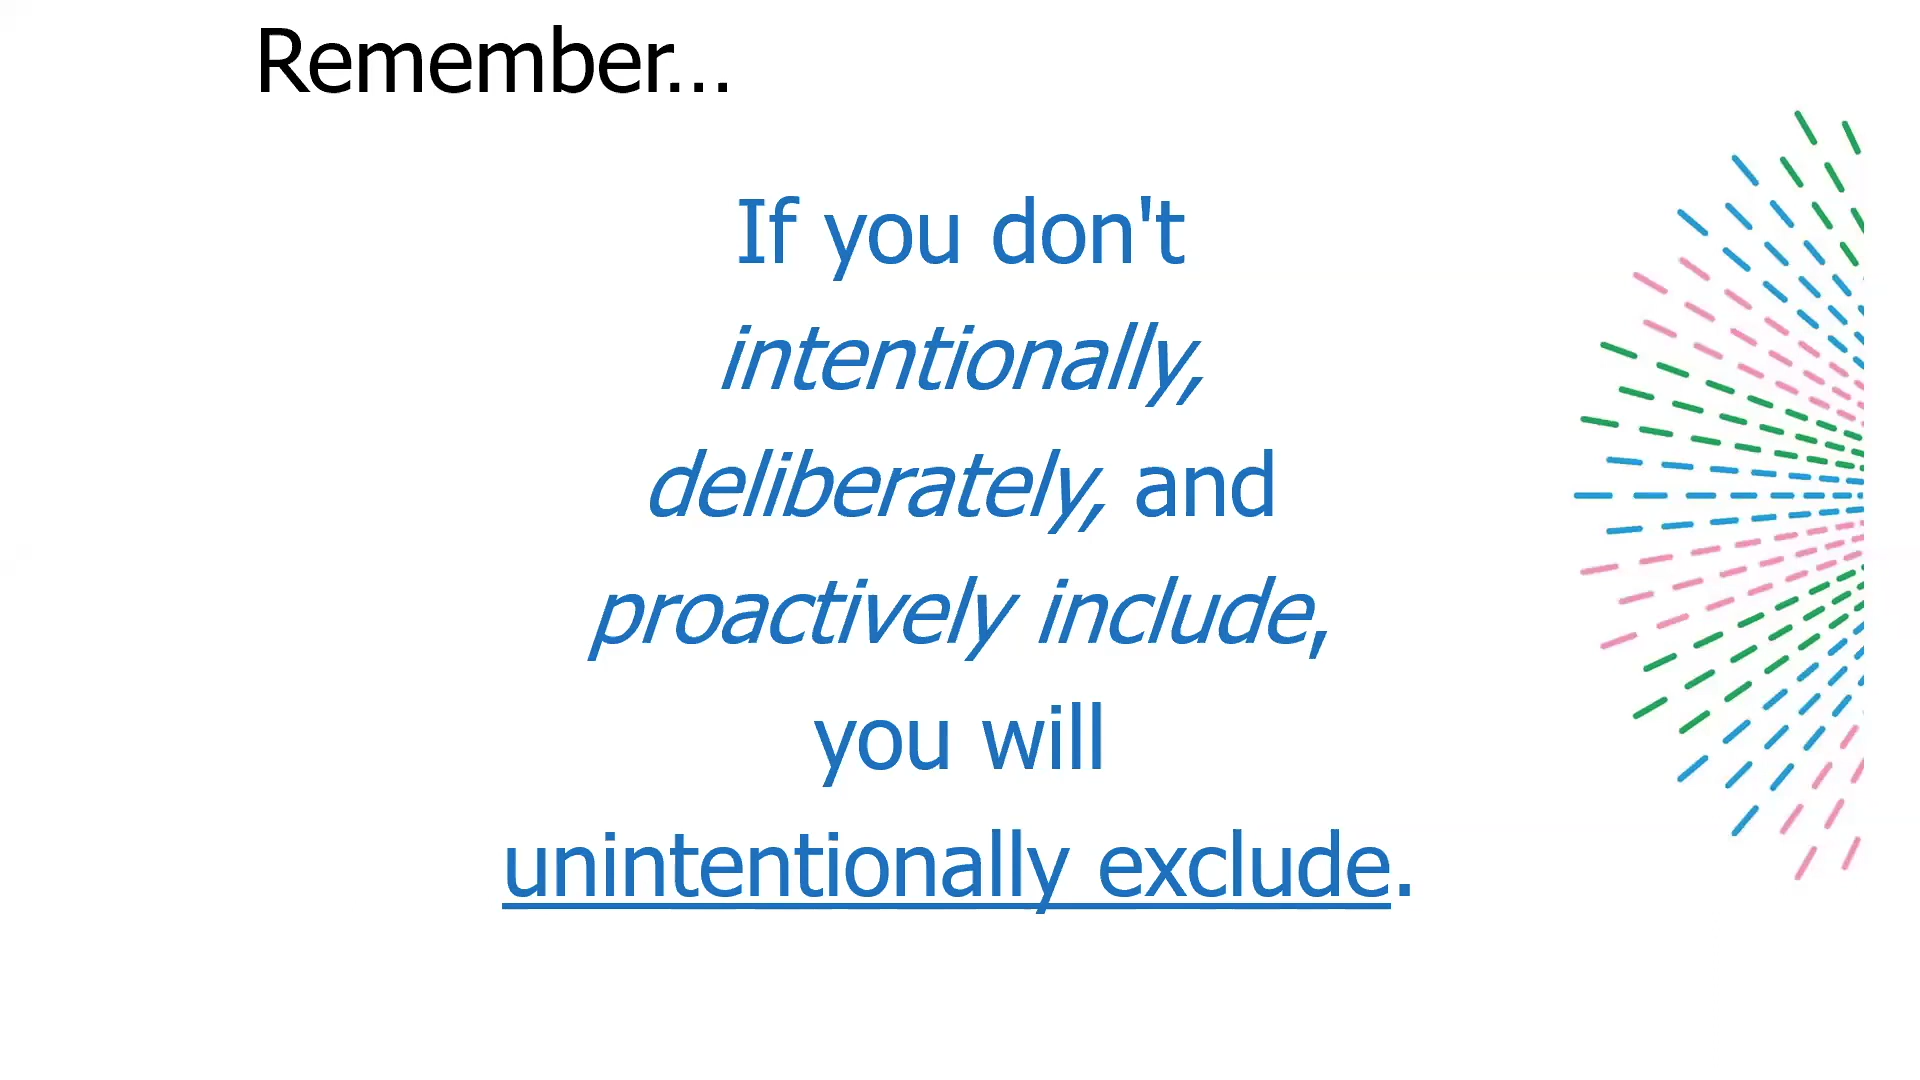 Remember...
If you don't
intentionally,
deliberately, and
proactively include,
you will
unintentionally exclude.